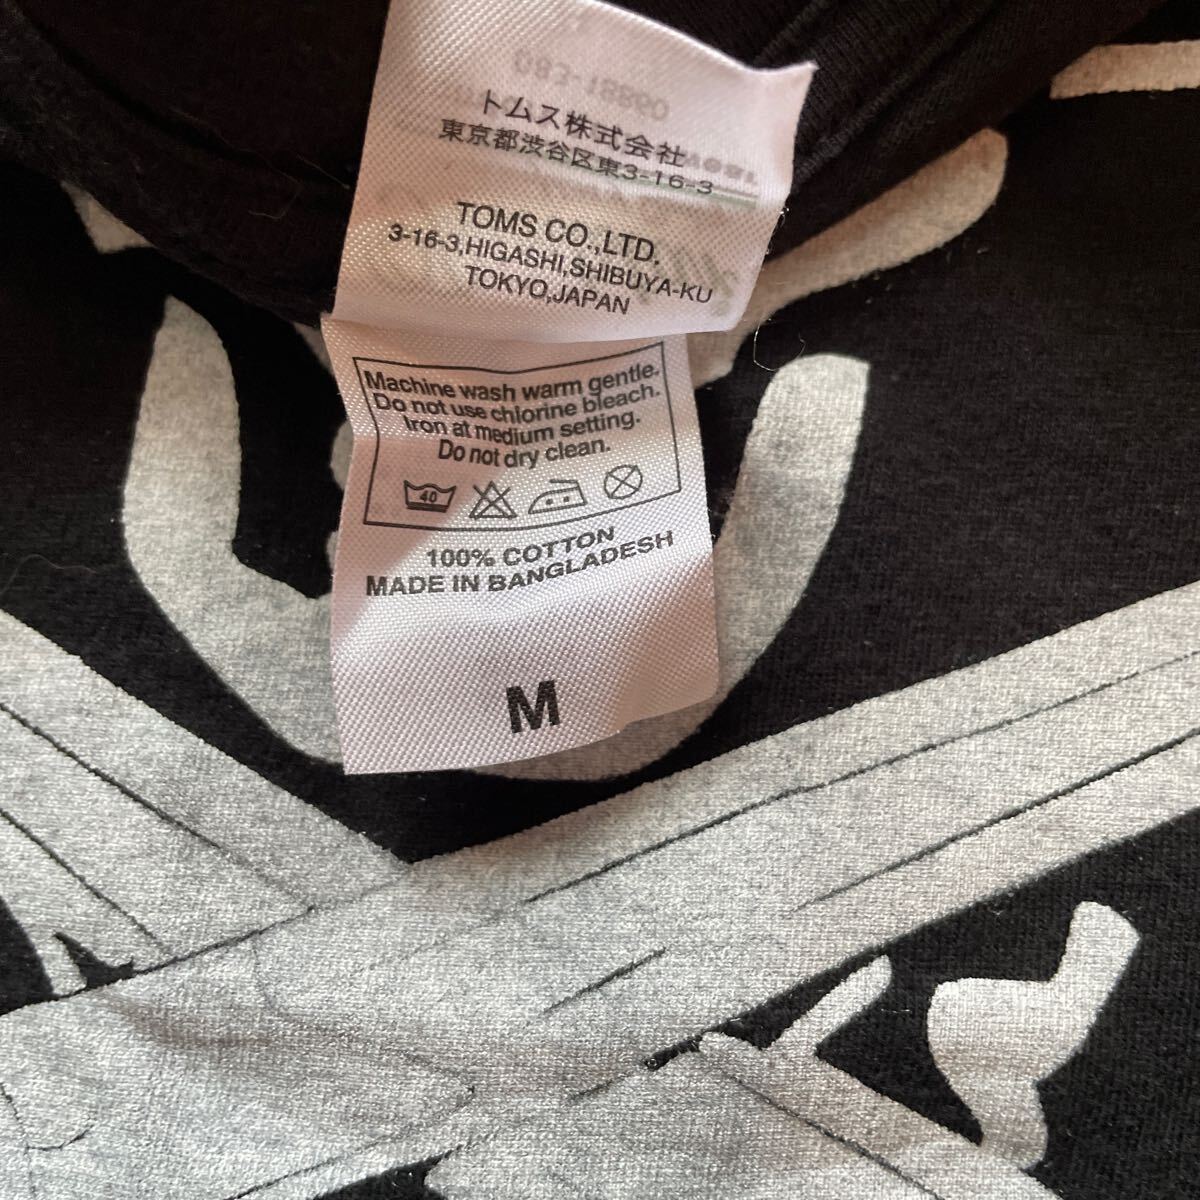 083-18860
トムス株式会社
東京都渋谷区東3-16-3
TOMS CO.,LTD.
3-16-3,HIGASHI,SHIBUYA-KU
TOKYO,JAPAN
Machine wash warm gentle.
Do not use chlorine bleach.
Iron at medium setting.
Do not dry clean.
40
100% COTTON
MADE IN BANGLADESH
M